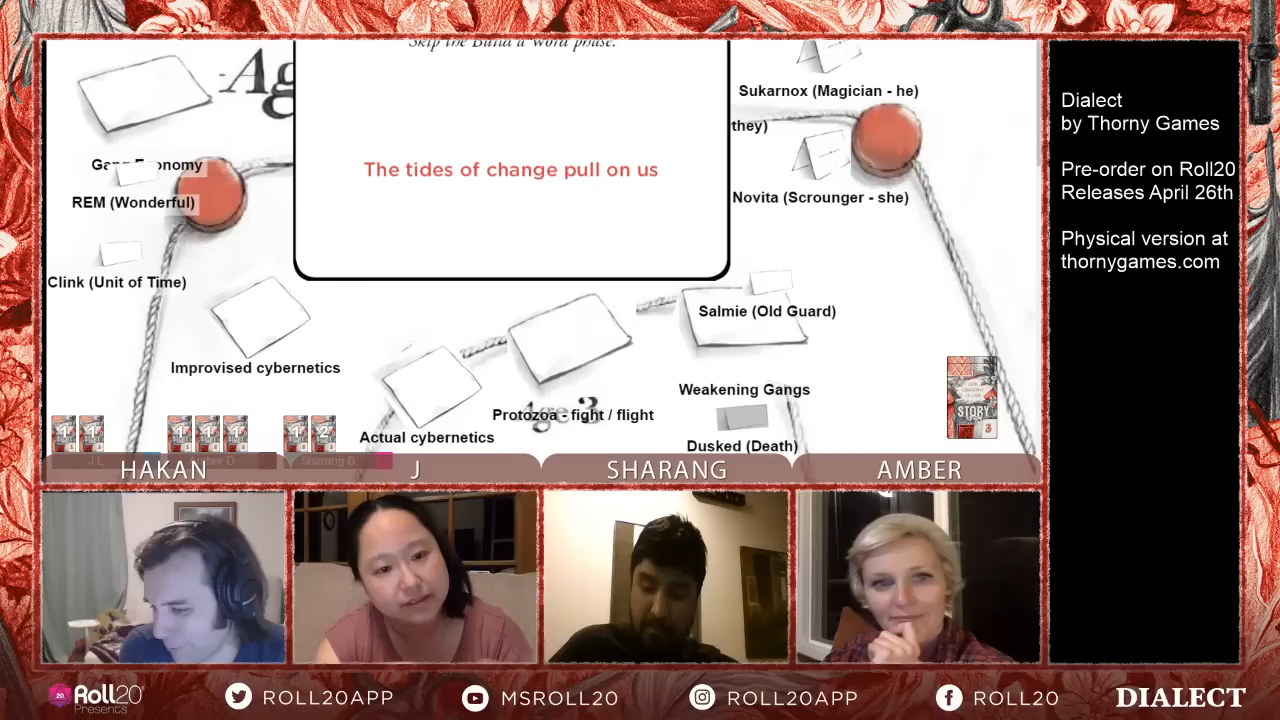 Skip the Build a Word phase.
The tides of change pull on us
Sukarnox (Magician - he)
they)
Novita (Scrounger - she)
REM (Wonderful)
Clink (Unit of Time)
Improvised cybernetics
Actual cybernetics
Protozoa - fight / flight
Age 3
Salmie (Old Guard)
Weakening Gangs
Dusked (Death)
STORY
HAKAN
J
SHARANG
AMBER
Dialect
by Thorny Games
Pre-order on Roll20
Releases April 26th
Physical version at
thornygames.com
20
Roll20
Presents
ROLL20APP
MSROLL20
ROLL20APP
ROLL20
DIALECT